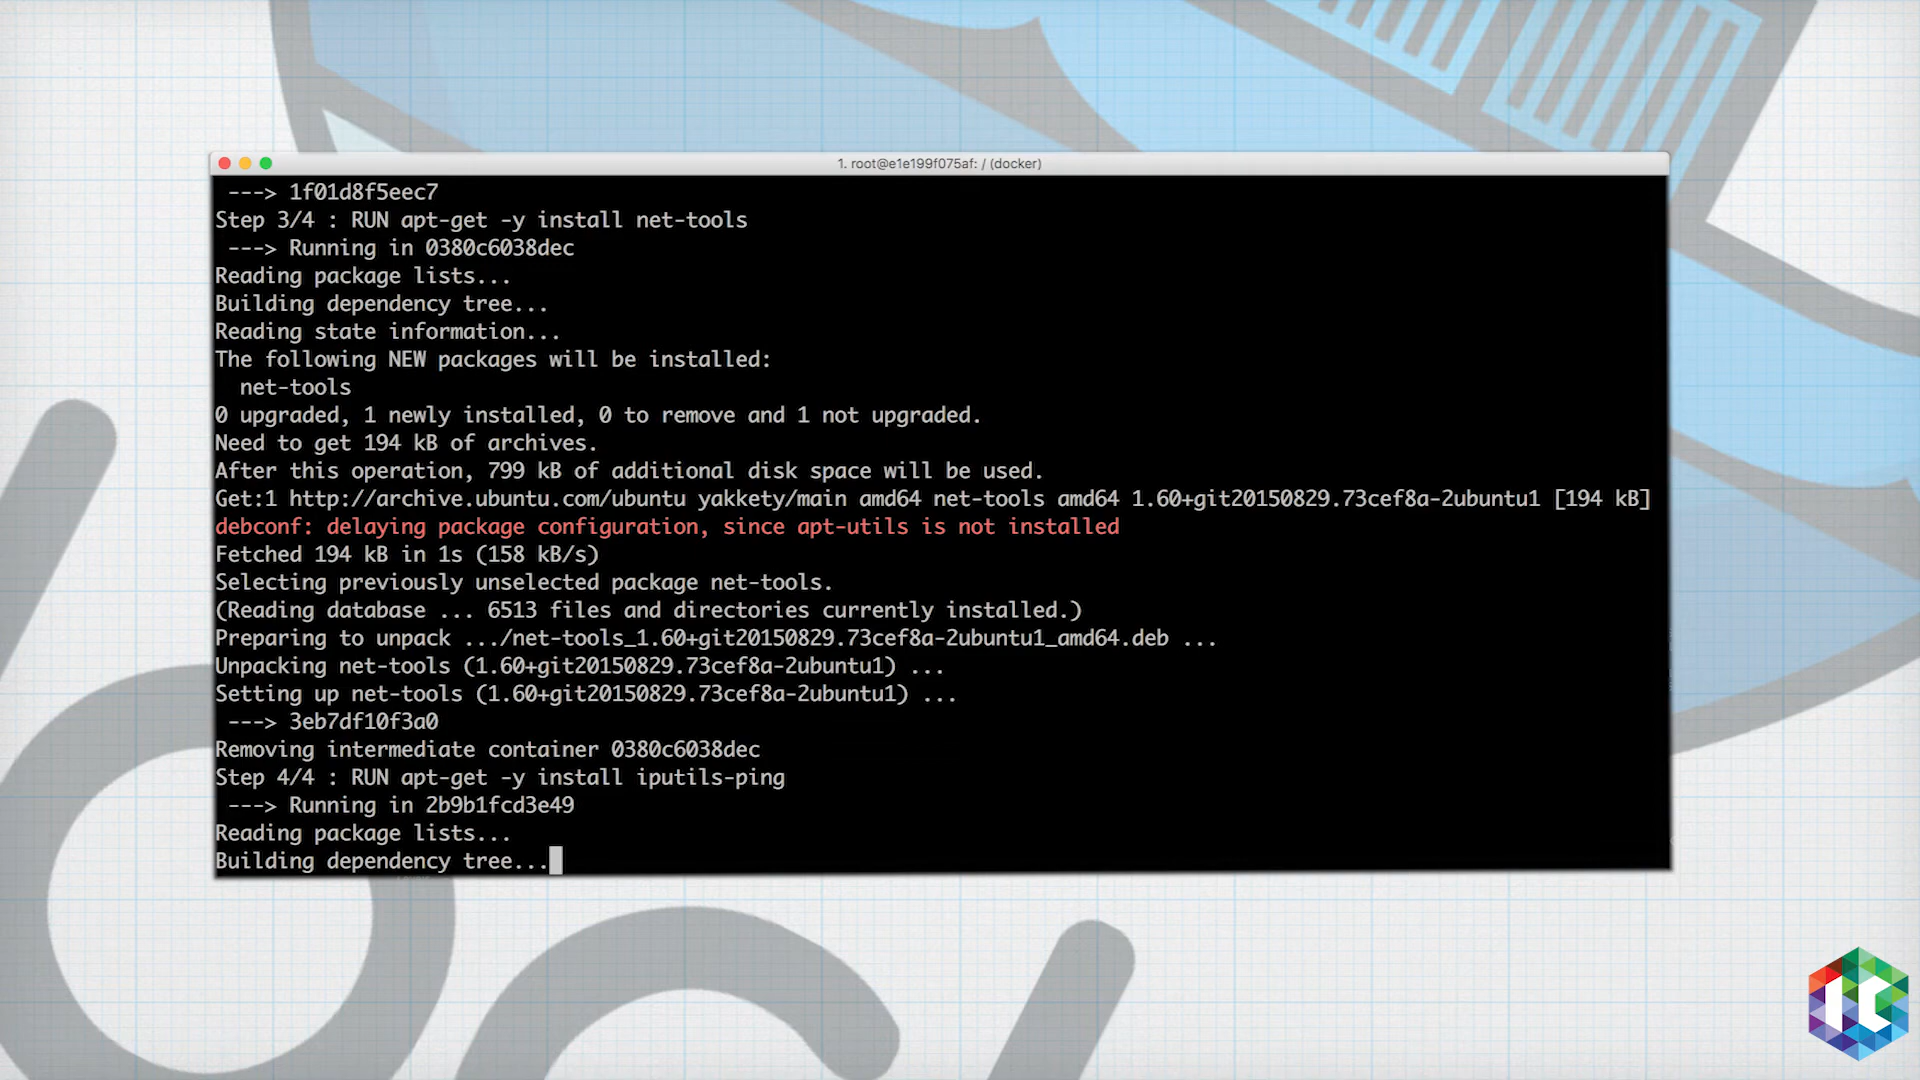 1. root@e1e199f075af: / (docker)
---> 1f01d8f5eec7
Step 3/4 : RUN apt-get -y install net-tools
---> Running in 0380c6038dec
Reading package lists...
Building dependency tree...
Reading state information...
The following NEW packages will be installed:
net-tools
0 upgraded, 1 newly installed, 0 to remove and 1 not upgraded.
Need to get 194 kB of archives.
After this operation, 799 kB of additional disk space will be used.
Get:1 http://archive.ubuntu.com/ubuntu yakkety/main amd64 net-tools amd64 1.60+git20150829.73cef8a-2ubuntu1 [194 kB]
debconf: delaying package configuration, since apt-utils is not installed
Fetched 194 kB in 1s (158 kB/s)
Selecting previously unselected package net-tools.
(Reading database ... 6513 files and directories currently installed.)
Preparing to unpack .../net-tools_1.60+git20150829.73cef8a-2ubuntu1_amd64.deb ...
Unpacking net-tools (1.60+git20150829.73cef8a-2ubuntu1) ...
Setting up net-tools (1.60+git20150829.73cef8a-2ubuntu1) ...
---> 3eb7df10f3a0
Removing intermediate container 0380c6038dec
Step 4/4 : RUN apt-get -y install iputils-ping
---> Running in 2b9b1fcd3e49
Reading package lists...
Building dependency tree...